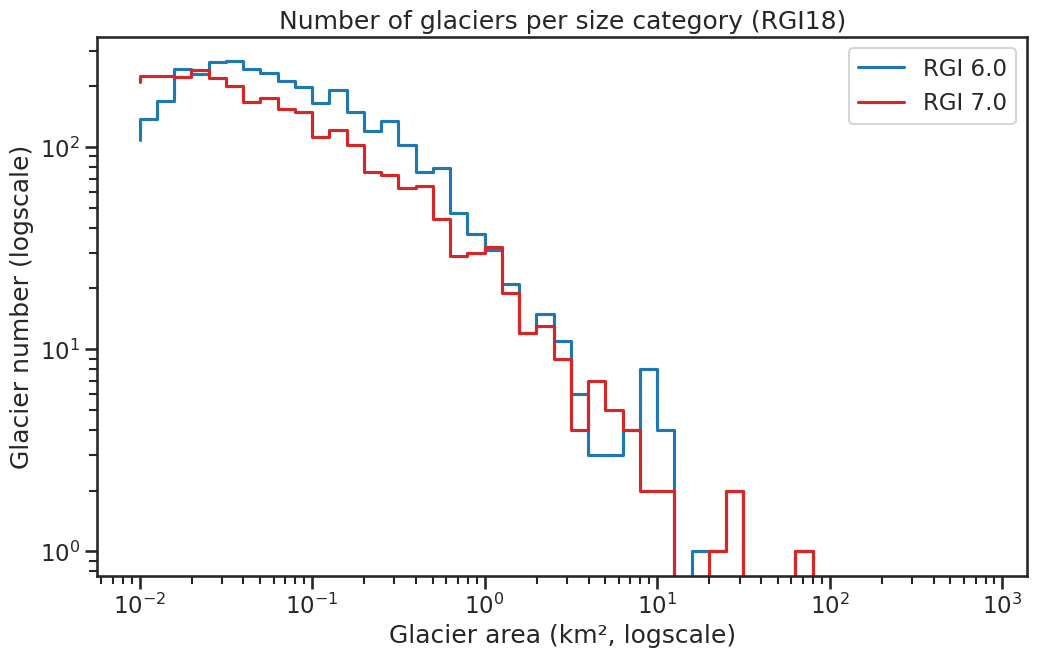 Number of glaciers per size category (RGI18)
RGI 6.0
RGI 7.0
Glacier number (logscale)
10²
10¹
10⁰
10⁻²
10⁻¹
10⁰
10¹
10²
10³
Glacier area (km², logscale)